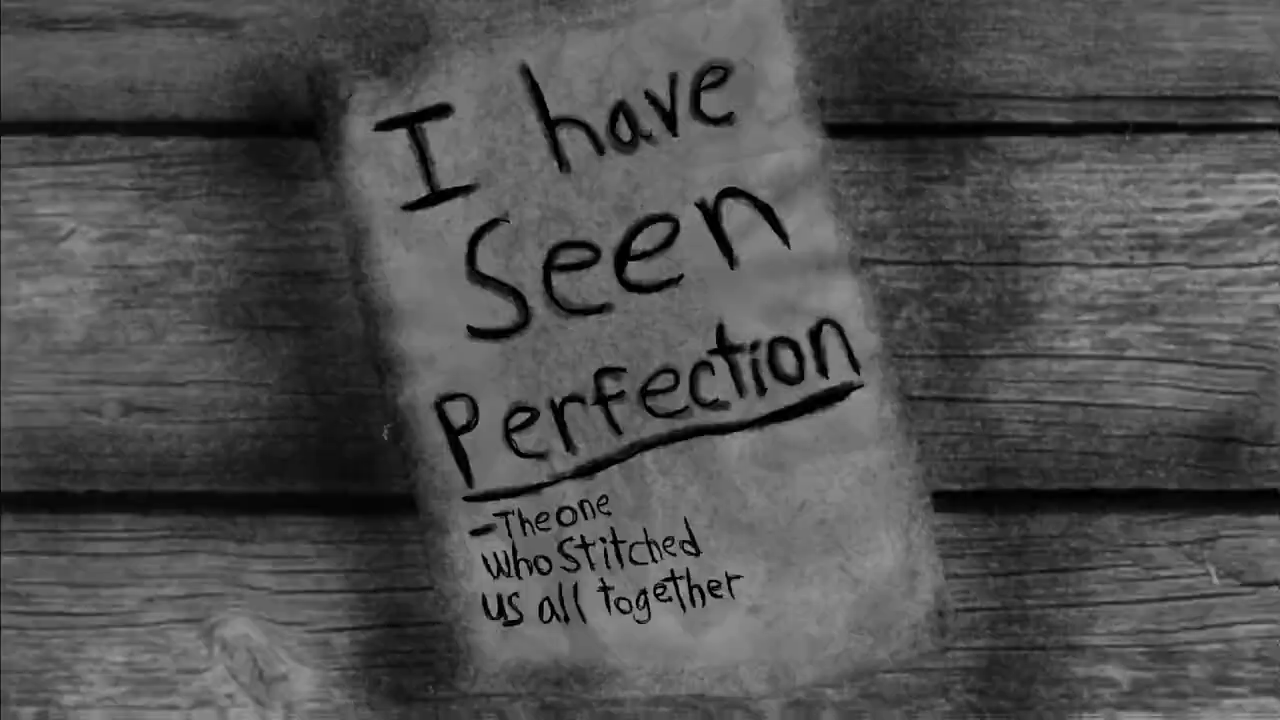 I have
Seen
Perfection
-The one
who Stitched
us all together